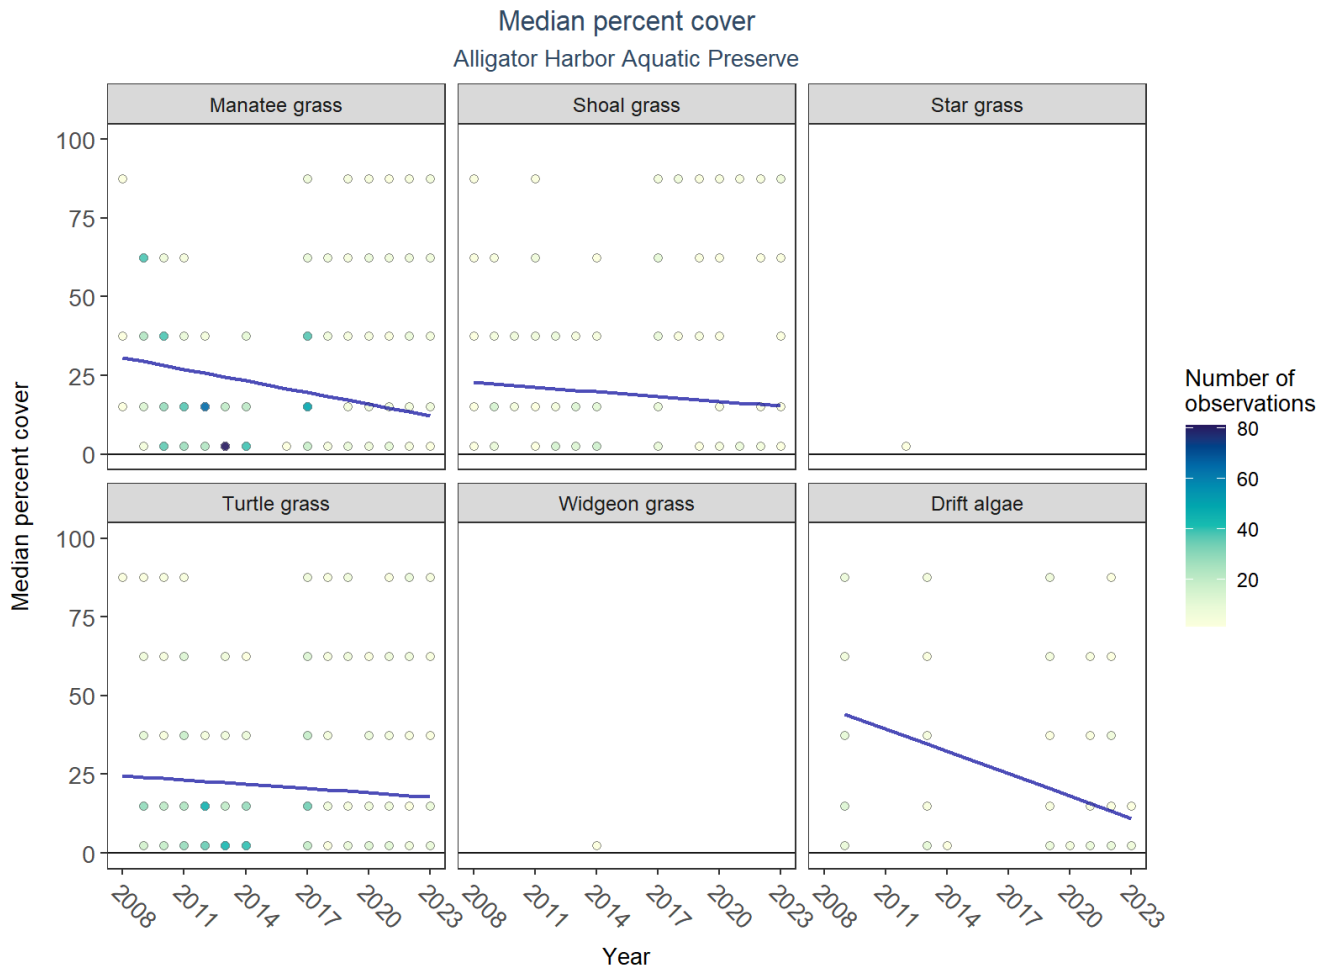 Median percent cover
Alligator Harbor Aquatic Preserve
Manatee grass
Shoal grass
Star grass
100
75
50
25
0
Turtle grass
Widgeon grass
Drift algae
100
75
50
25
0
Median percent cover
2008
2011
2014
2017
2020
2023
2008
2011
2014
2017
2020
2023
2008
2011
2014
2017
2020
2023
Year
Number of
observations
80
60
40
20